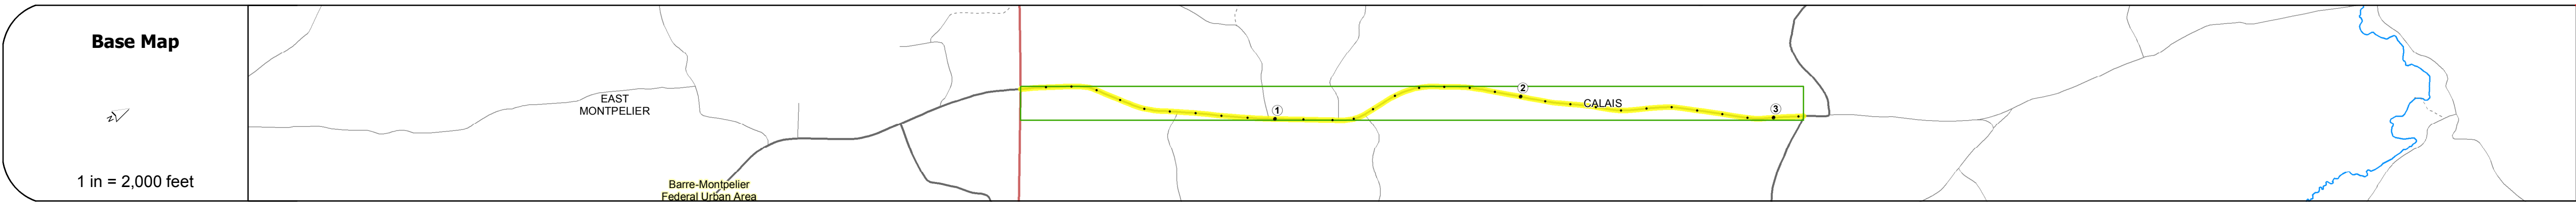 Base Map
N
1 in = 2,000 feet
EAST
MONTPELIER
Barre-Montpelier
Federal Urban Area
1
2
CALAIS
3